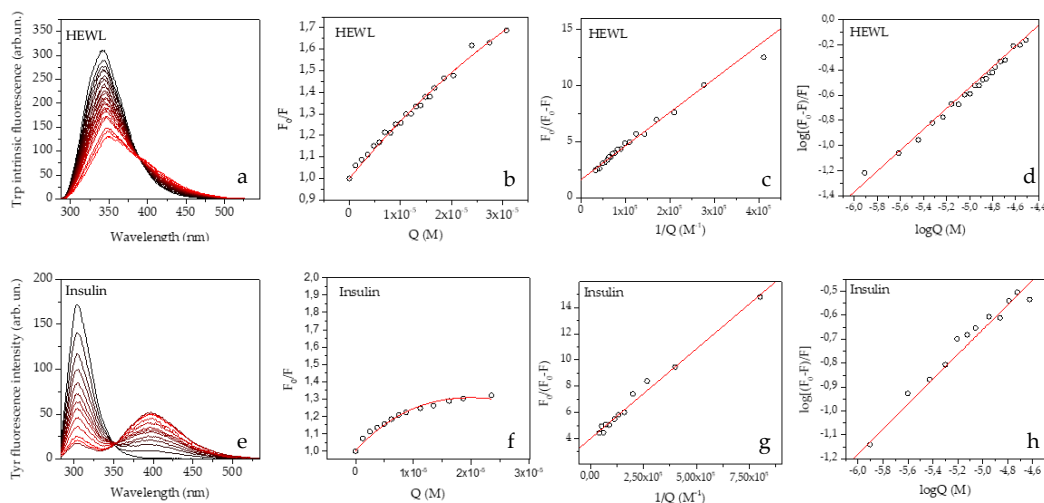 Trp intrinsic fluorescence (arb.un.)
350
300
250
200
150
100
50
0
HEWL
a
300 350 400 450 500
Wavelength (nm)
F₀/F
1,8
1,7
1,6
1,5
1,4
1,3
1,2
1,1
1,0
0,9
HEWL
b
0 1x10⁻⁵ 2x10⁻⁵ 3x10⁻⁵
Q (M)
F₀/(F₀-F)
15
10
5
0
HEWL
c
0 1x10⁵ 2x10⁵ 3x10⁵ 4x10⁵
1/Q (M⁻¹)
log[(F₀-F)/F]
0,0
-0,2
-0,4
-0,6
-0,8
-1,0
-1,2
-1,4
HEWL
d
-6,0 -5,8 -5,6 -5,4 -5,2 -5,0 -4,8 -4,6 -4,4
logQ (M)
Tyr fluorescence intensity (arb. un.)
200
150
100
50
0
Insulin
e
300 350 400 450 500
Wavelength (nm)
F₀/F
2,0
1,9
1,8
1,7
1,6
1,5
1,4
1,3
1,2
1,1
1,0
0,9
Insulin
f
0 1x10⁻⁵ 2x10⁻⁵ 3x10⁻⁵
Q (M)
F₀/(F₀-F)
14
12
10
8
6
4
Insulin
g
0,00 2,50x10⁵ 5,00x10⁵ 7,50x10⁵
1/Q (M⁻¹)
log[(F₀-F)/F]
-0,5
-0,6
-0,7
-0,8
-0,9
-1,0
-1,1
-1,2
Insulin
h
-6,0 -5,8 -5,6 -5,4 -5,2 -5,0 -4,8 -4,6
logQ (M)